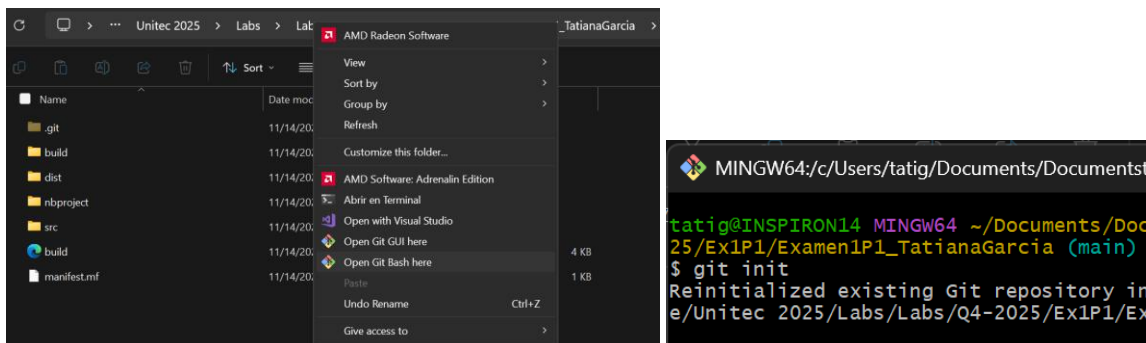 Unitec 2025 > Labs > Lab
_TatianaGarcia >
Sort
Name
Date mod
.git
11/14/202
build
11/14/202
dist
11/14/202
nbproject
11/14/202
src
11/14/202
build
11/14/202
4 KB
manifest.mf
11/14/202
1 KB
AMD Radeon Software
View
Sort by
Group by
Refresh
Customize this folder...
AMD Software: Adrenalin Edition
Abrir en Terminal
Open with Visual Studio
Open Git GUI here
Open Git Bash here
Paste
Undo Rename Ctrl+Z
Give access to
MINGW64:/c/Users/tatig/Documents/Documentst
tatig@INSPIRON14 MINGW64 ~/Documents/Doc
25/Ex1P1/Examen1P1_TatianaGarcia (main)
$ git init
Reinitialized existing Git repository in
e/Unitec 2025/Labs/Labs/Q4-2025/Ex1P1/Ex